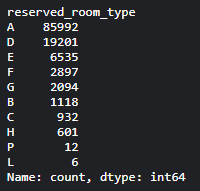 reserved_room_type
A 85992
D 19201
E 6535
F 2897
G 2094
B 1118
C 932
H 601
P 12
L 6
Name: count, dtype: int64